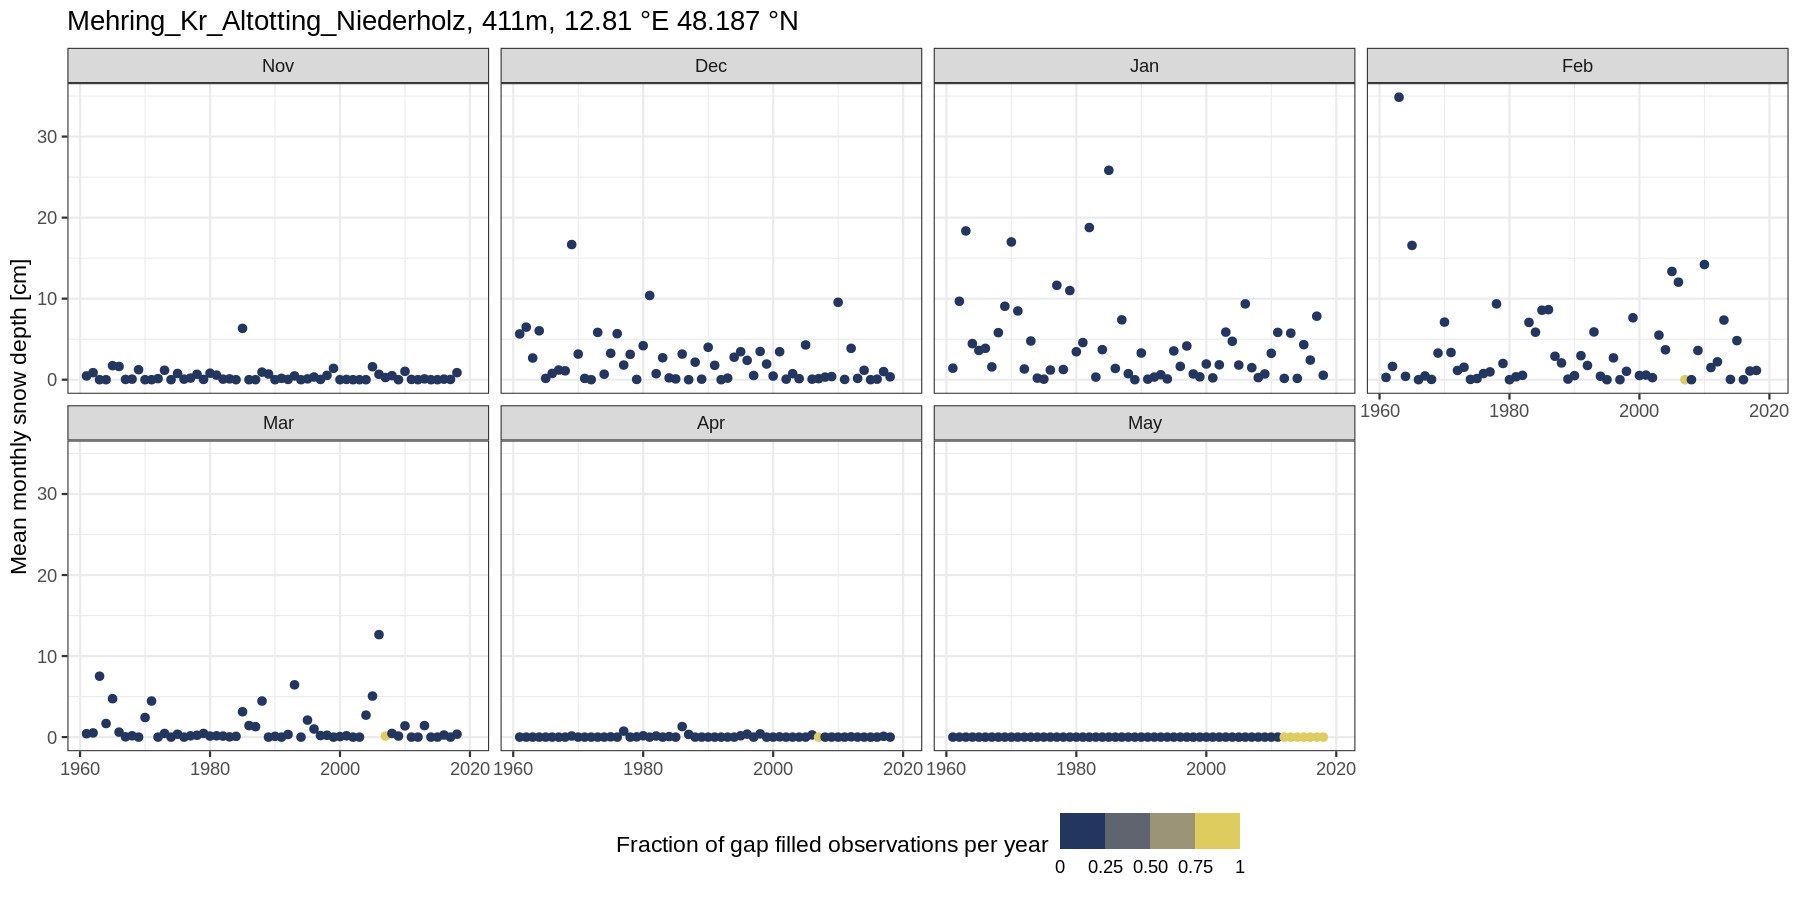 Mehring_Kr_Altotting_Niederholz, 411m, 12.81 °E 48.187 °N
Nov Dec Jan Feb
30
20
10
0
1960 1980 2000 2020
Mean monthly snow depth [cm]
Mar Apr May
30
20
10
0
1960 1980 2000 2020 1960 1980 2000 2020 1960 1980 2000 2020
Fraction of gap filled observations per year
0 0.25 0.50 0.75 1